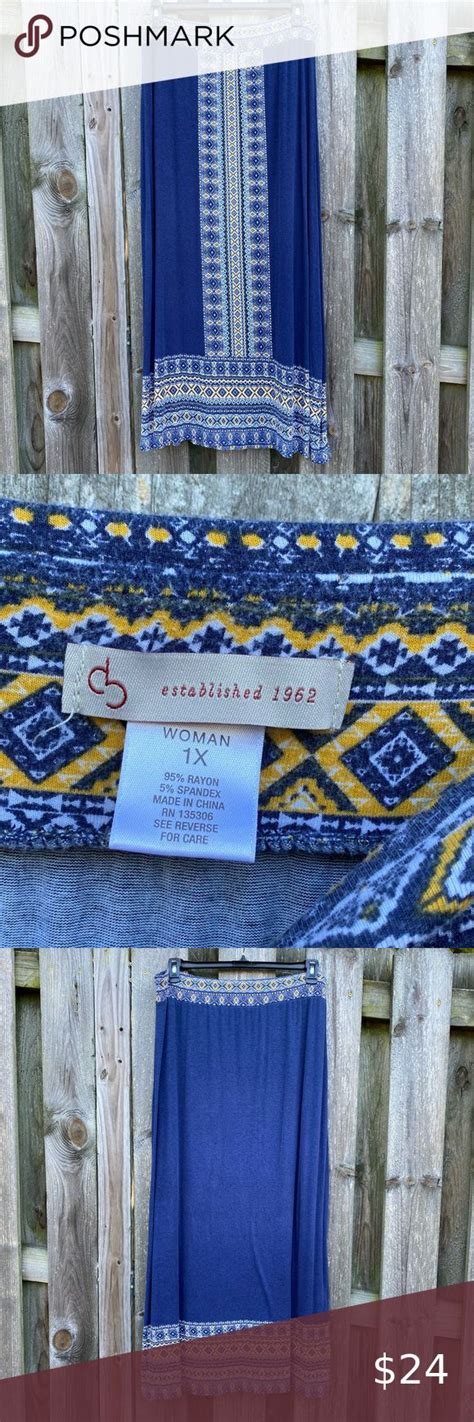 POSHMARK
established 1962
WOMAN
1X
95% RAYON
5% SPANDEX
MADE IN CHINA
RN 135306
SEE REVERSE
FOR CARE
$24